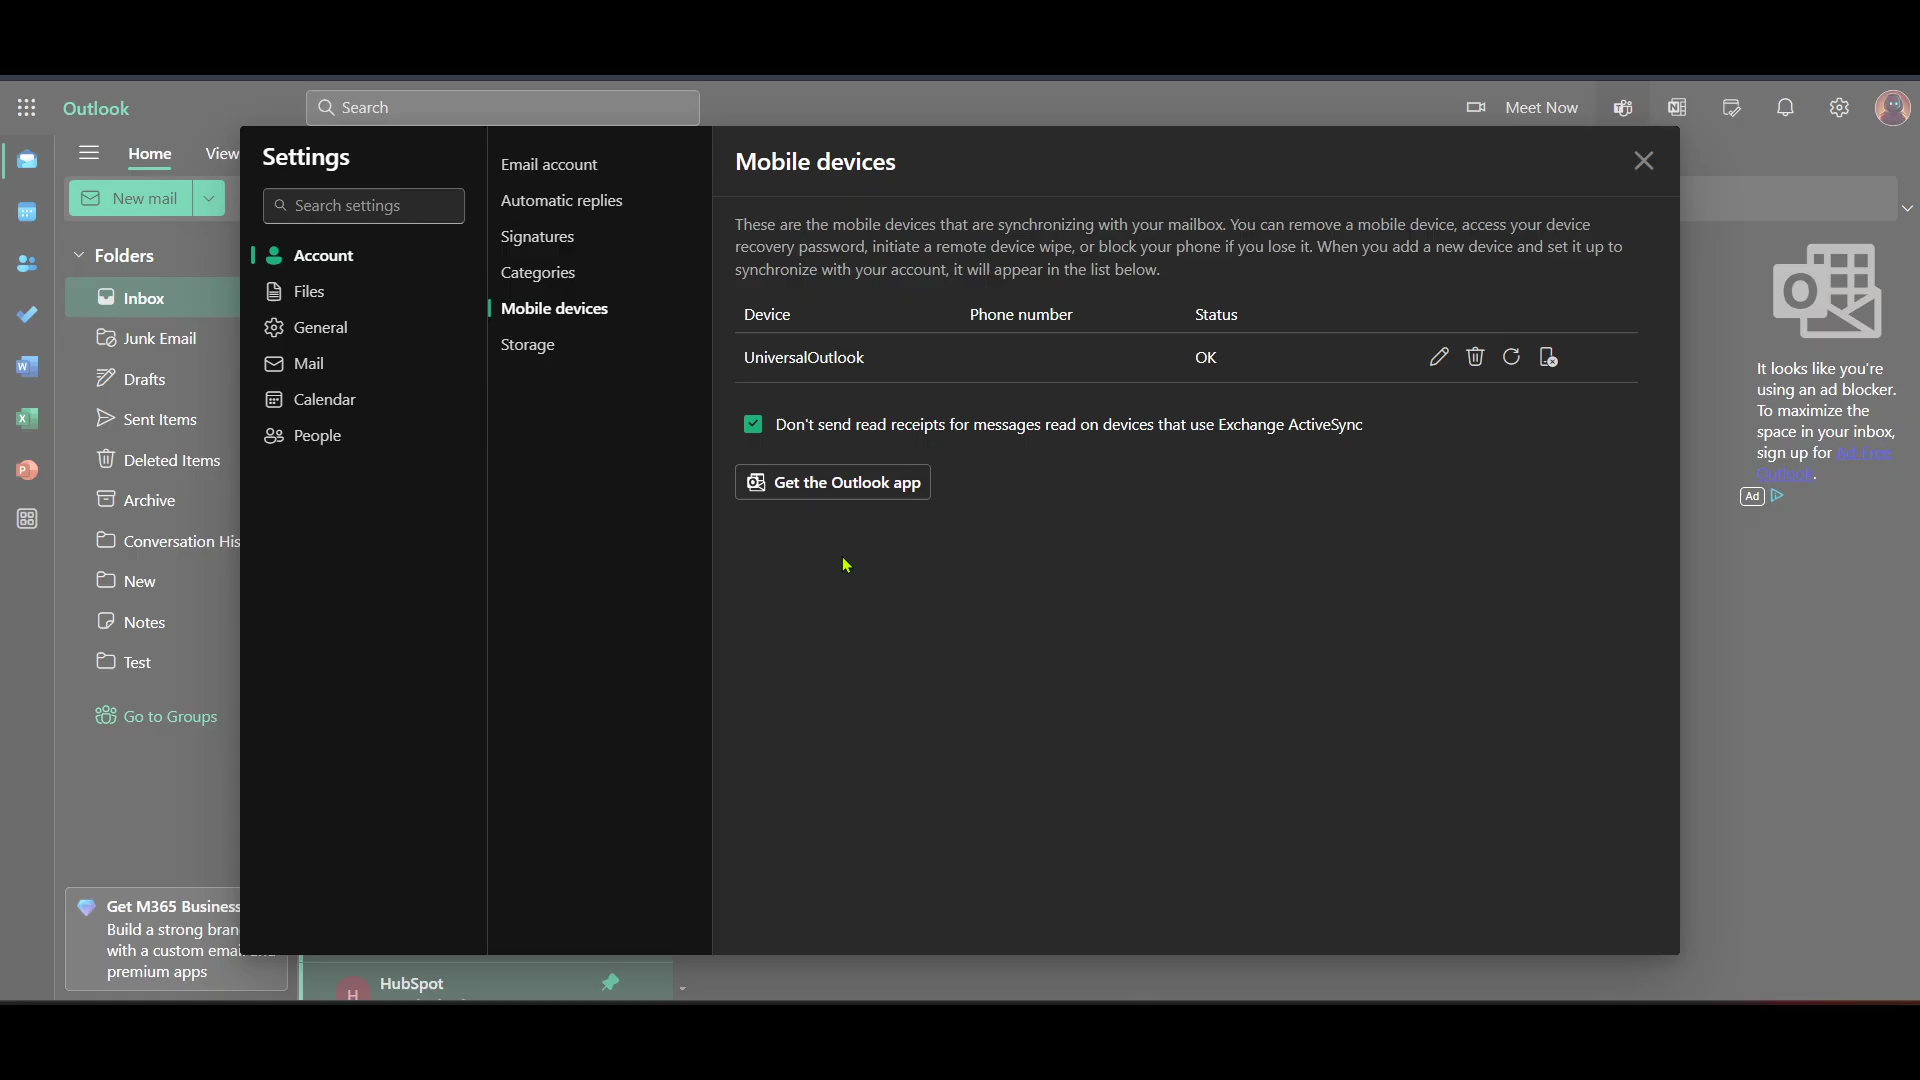 Outlook
Search
Meet Now
Home
View
New mail
Folders
Inbox
Junk Email
Drafts
Sent Items
Deleted Items
Archive
Conversation His
New
Notes
Test
Go to Groups
Get M365 Business
Build a strong bran
with a custom email
premium apps
Settings
Search settings
Account
Files
General
Mail
Calendar
People
Email account
Automatic replies
Signatures
Categories
Mobile devices
Storage
Mobile devices
These are the mobile devices that are synchronizing with your mailbox. You can remove a mobile device, access your device
recovery password, initiate a remote device wipe, or block your phone if you lose it. When you add a new device and set it up to
synchronize with your account, it will appear in the list below.
Device Phone number Status
UniversalOutlook OK
Don't send read receipts for messages read on devices that use Exchange ActiveSync
Get the Outlook app
It looks like you're
using an ad blocker.
To maximize the
space in your inbox,
sign up for Ad-Free
Outlook.
Ad
H
HubSpot